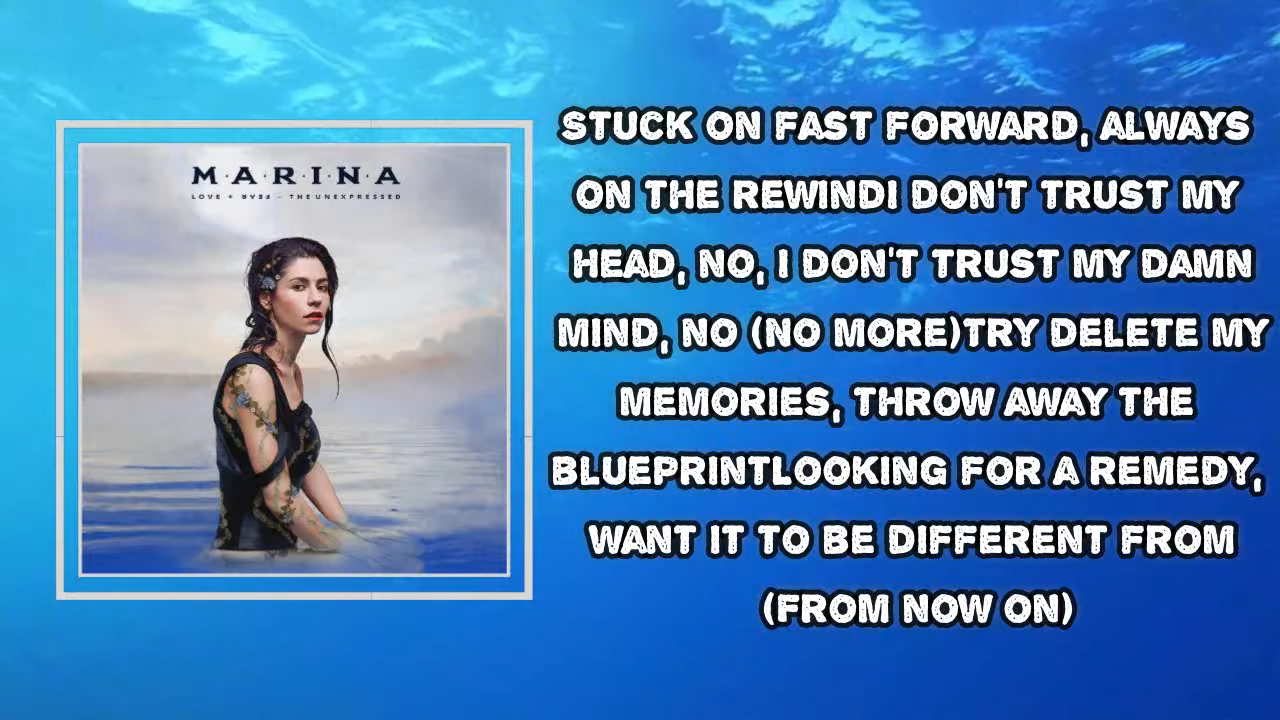 M·A·R·I·N·A
LOVE + FEAR - THE UNEXPRESSED
STUCK ON FAST FORWARD, ALWAYS
ON THE REWINDI DON'T TRUST MY
HEAD, NO, I DON'T TRUST MY DAMN
MIND, NO (NO MORE)TRY DELETE MY
MEMORIES, THROW AWAY THE
BLUEPRINTLOOKING FOR A REMEDY,
WANT IT TO BE DIFFERENT FROM
(FROM NOW ON)